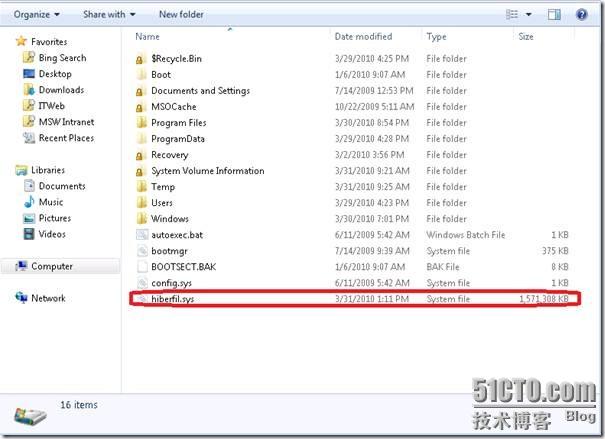 Organize Share with New folder
Name Date modified Type Size
Favorites
Bing Search
Desktop
Downloads
ITWeb
MSW Intranet
Recent Places
Libraries
Documents
Music
Pictures
Videos
Computer
Network
$Recycle.Bin 3/29/2010 4:25 PM File folder
Boot 1/6/2010 9:07 AM File folder
Documents and Settings 7/14/2009 12:53 PM File folder
MSOCache 10/22/2009 5:11 AM File folder
Program Files 3/30/2010 8:54 PM File folder
ProgramData 3/29/2010 4:28 PM File folder
Recovery 3/2/2010 3:56 PM File folder
System Volume Information 3/31/2010 9:21 AM File folder
Temp 3/31/2010 9:25 AM File folder
Users 3/29/2010 4:23 PM File folder
Windows 3/30/2010 7:01 PM File folder
autoexec.bat 6/11/2009 5:42 AM Windows Batch File 1 KB
bootmgr 7/14/2009 9:39 AM System file 375 KB
BOOTSECT.BAK 1/6/2010 9:07 AM BAK File 8 KB
config.sys 6/11/2009 5:42 AM System file 1 KB
hiberfil.sys 3/31/2010 1:11 PM System file 1,571,308 KB
16 items
51CTO.com
技术博客 Blog